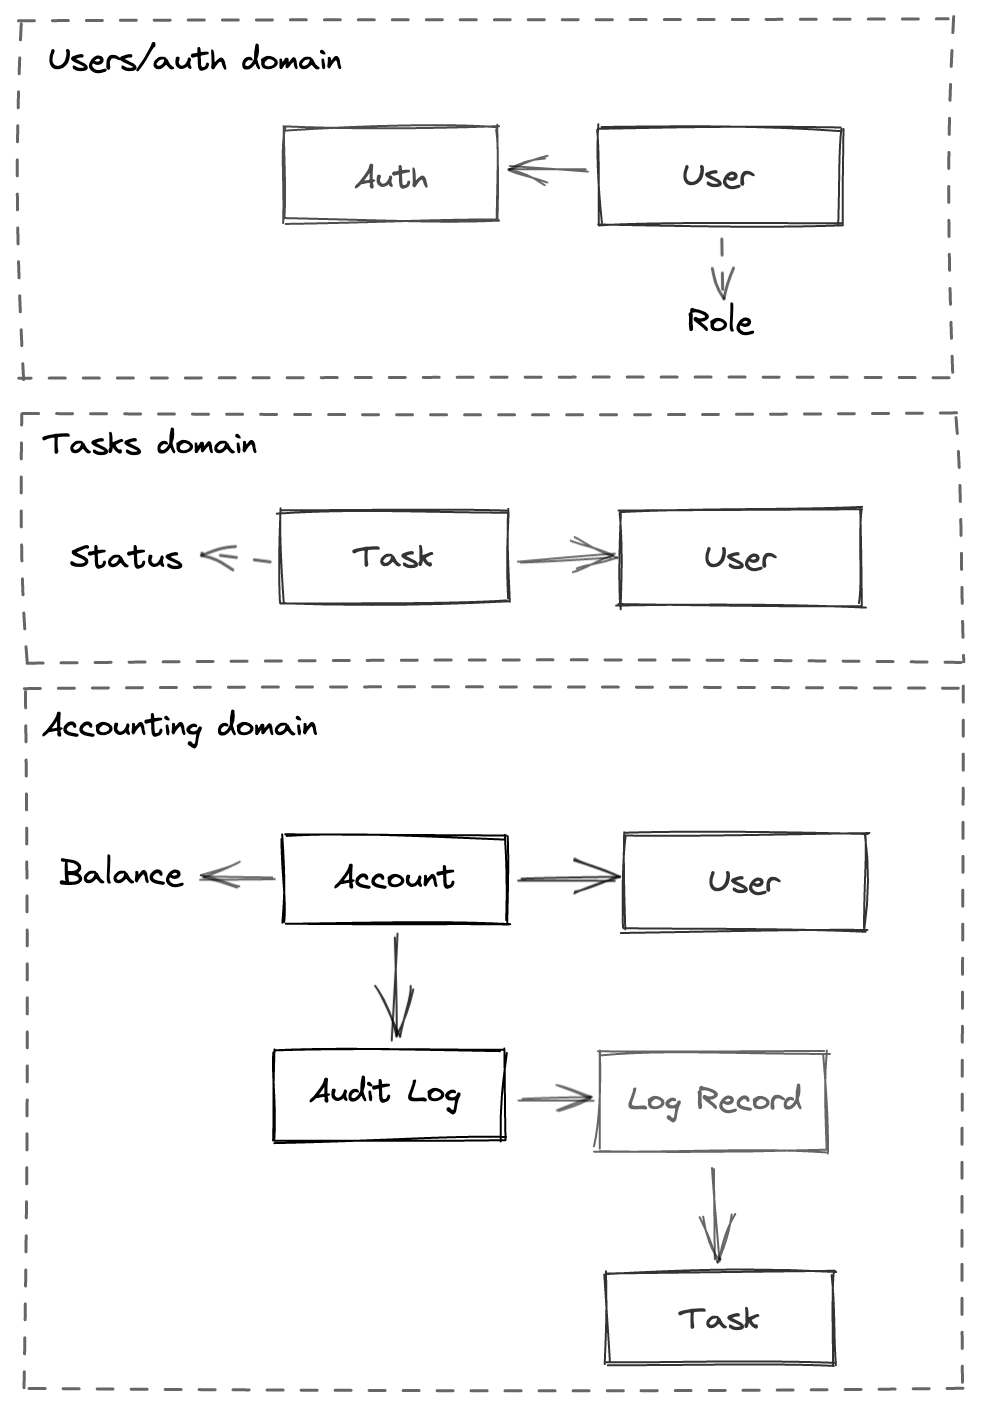 Users/auth domain
Auth
User
Role
Tasks domain
Status
Task
User
Accounting domain
Balance
Account
User
Audit Log
Log Record
Task